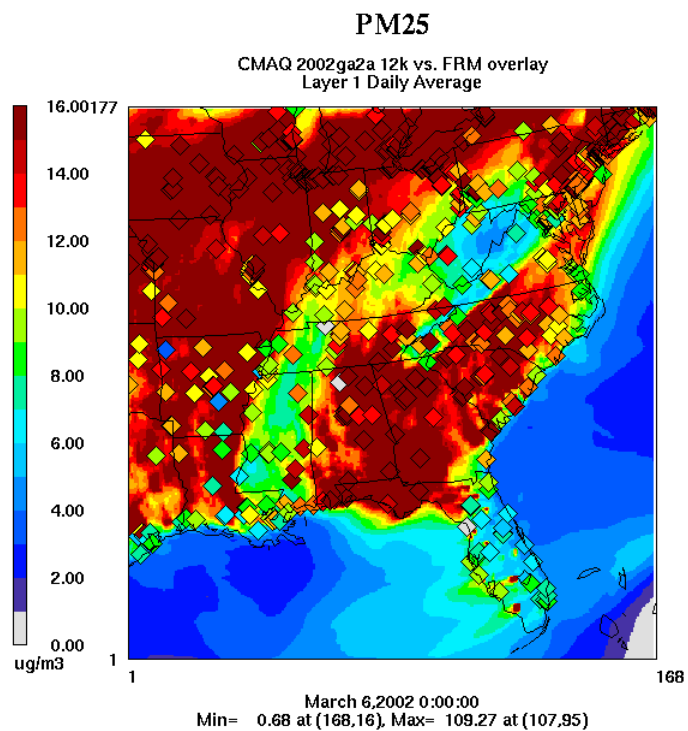 PM25
CMAQ 2002ga2a 12k vs. FRM overlay
Layer 1 Daily Average
16.00
177
14.00
12.00
10.00
8.00
6.00
4.00
2.00
0.00
ug/m3
1
1
168
March 6,2002 0:00:00
Min= 0.68 at (168,16), Max= 109.27 at (107,95)